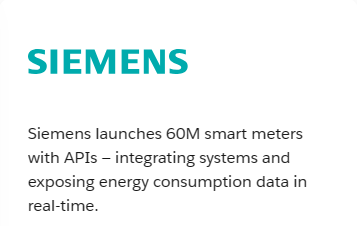 SIEMENS
Siemens launches 60M smart meters
with APIs – integrating systems and
exposing energy consumption data in
real-time.